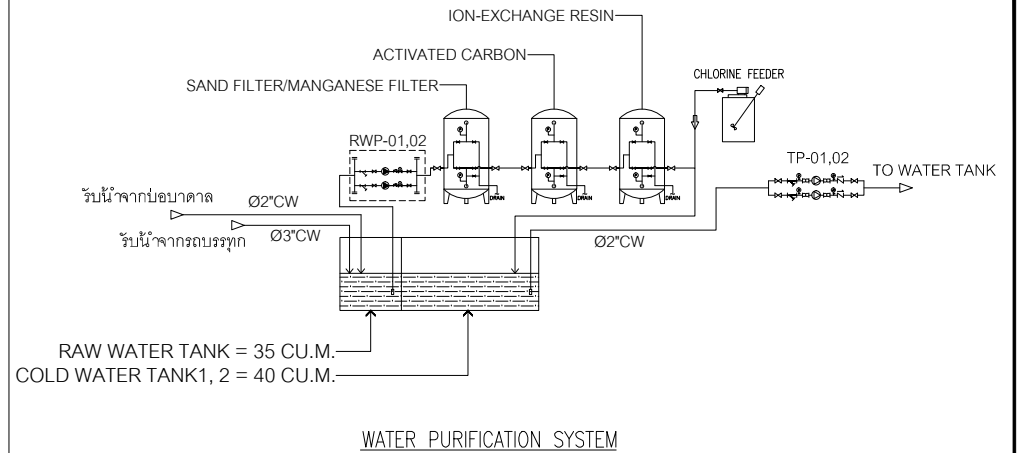 ION-EXCHANGE RESIN
ACTIVATED CARBON
SAND FILTER/MANGANESE FILTER
CHLORINE FEEDER
RWP-01,02
TP-01,02
TO WATER TANK
DRAIN
DRAIN
DRAIN
รับน้ำจากบ่อบาดาล
Ø2"CW
รับน้ำจากรถบรรทุก
Ø3"CW
Ø2"CW
RAW WATER TANK = 35 CU.M.
COLD WATER TANK1, 2 = 40 CU.M.
WATER PURIFICATION SYSTEM